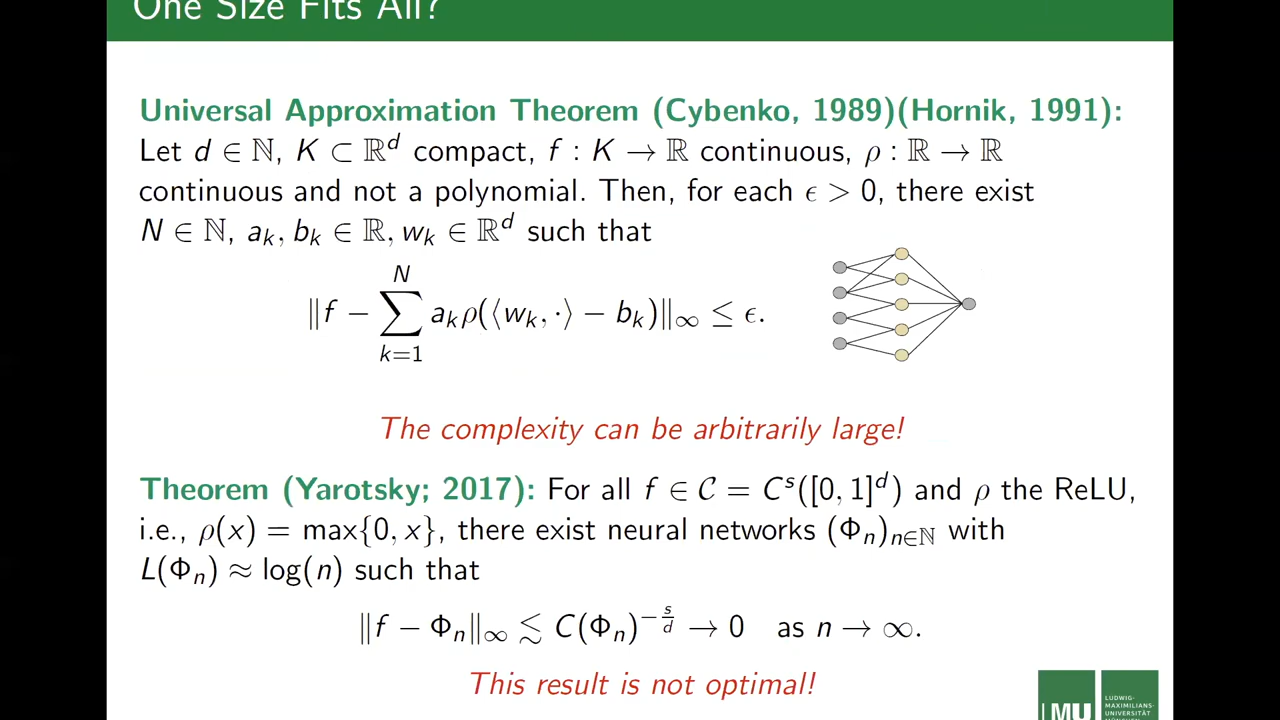 One Size Fits All?
Universal Approximation Theorem (Cybenko, 1989)(Hornik, 1991):
Let d ∈ ℕ, K ⊂ ℝ^d compact, f : K → ℝ continuous, ρ : ℝ → ℝ
continuous and not a polynomial. Then, for each ϵ > 0, there exist
N ∈ ℕ, a_k, b_k ∈ ℝ, w_k ∈ ℝ^d such that
‖f − ∑_{k=1}^{N} a_k ρ(⟨w_k, ·⟩ − b_k)‖_∞ ≤ ϵ.
The complexity can be arbitrarily large!
Theorem (Yarotsky; 2017): For all f ∈ 𝒞 = C^s([0, 1]^d) and ρ the ReLU,
i.e., ρ(x) = max{0, x}, there exist neural networks (Φ_n)_{n∈ℕ} with
L(Φ_n) ≈ log(n) such that
‖f − Φ_n‖_∞ ≲ C(Φ_n)^{−s/d} → 0 as n → ∞.
This result is not optimal!
LMU
LUDWIG-
MAXIMILIANS-
UNIVERSITÄT
MÜNCHEN